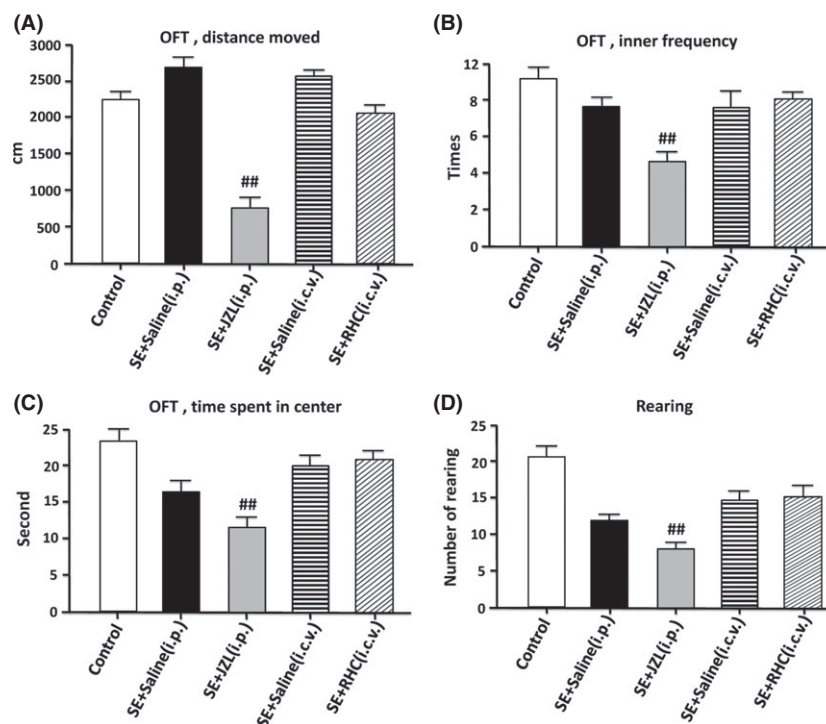 (A)
OFT , distance moved
3000
2500
2000
1500
1000
500
0
cm
##
Control
SE+Saline(i.p.)
SE+JZL(i.p.)
SE+Saline(i.c.v.)
SE+RHC(i.c.v.)
(B)
OFT , inner frequency
12
10
8
6
4
2
0
Times
##
Control
SE+Saline(i.p.)
SE+JZL(i.p.)
SE+Saline(i.c.v.)
SE+RHC(i.c.v.)
(C)
OFT , time spent in center
25
20
15
10
5
0
Second
##
Control
SE+Saline(i.p.)
SE+JZL(i.p.)
SE+Saline(i.c.v.)
SE+RHC(i.c.v.)
(D)
Rearing
25
20
15
10
5
0
Number of rearing
##
Control
SE+Saline(i.p.)
SE+JZL(i.p.)
SE+Saline(i.c.v.)
SE+RHC(i.c.v.)